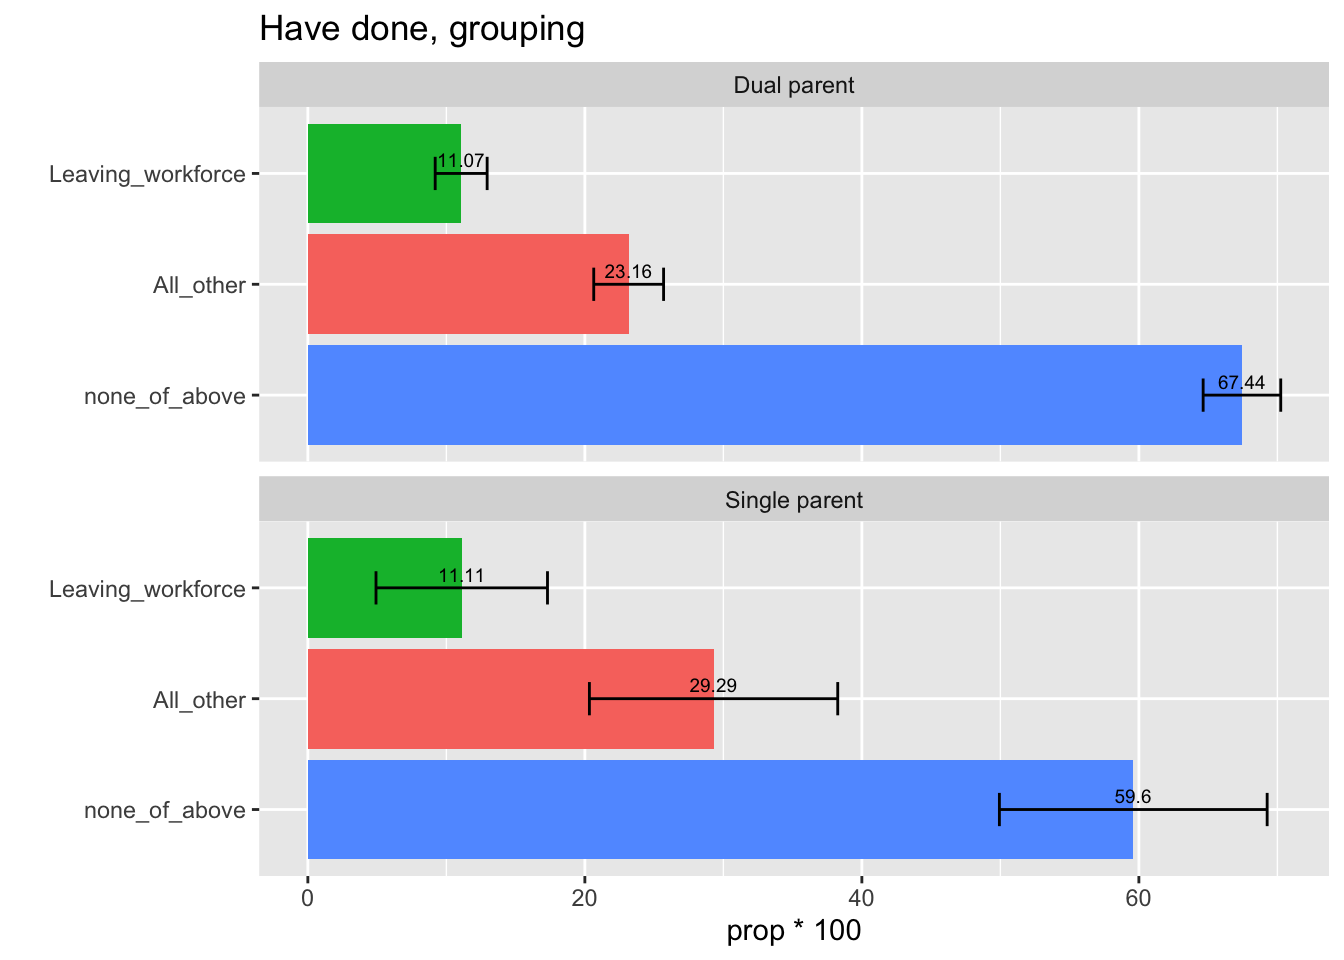 Have done, grouping
Dual parent
Leaving_workforce
11.07
All_other
23.16
none_of_above
67.44
Single parent
Leaving_workforce
11.11
All_other
29.29
none_of_above
59.6
0 20 40 60
prop * 100